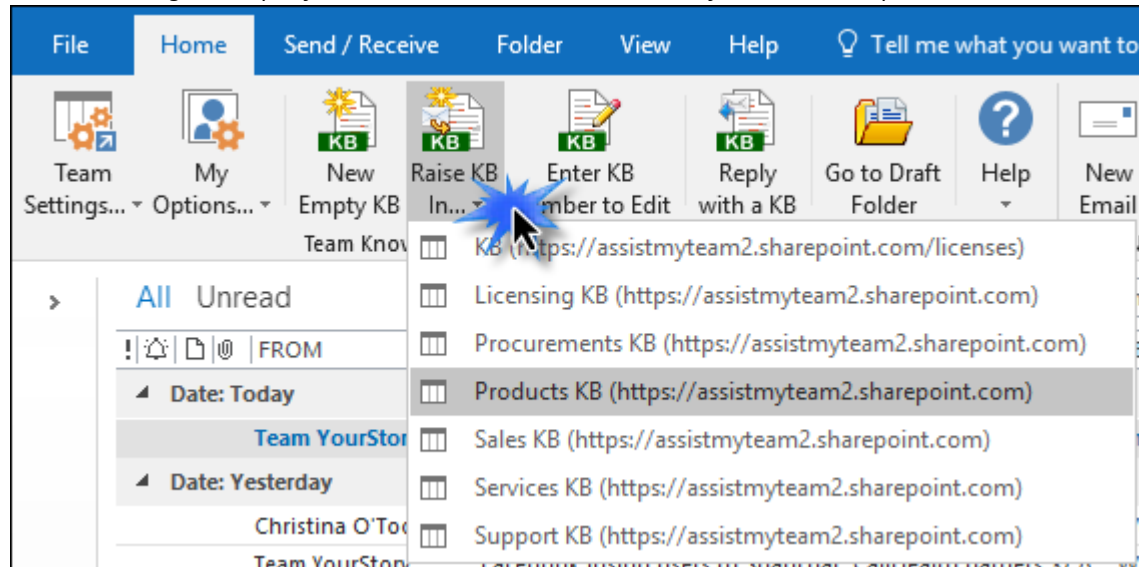 File Home Send / Receive Folder View Help Tell me what you want to
KB KB KB KB
Team My New Raise KB Enter KB Reply Go to Draft Help New
Settings... Options... Empty KB In... to Edit with a KB Folder Email
Team
KB (https://assistmyteam2.sharepoint.com/licenses)
Licensing KB (https://assistmyteam2.sharepoint.com)
Procurements KB (https://assistmyteam2.sharepoint.com)
Products KB (https://assistmyteam2.sharepoint.com)
Sales KB (https://assistmyteam2.sharepoint.com)
Services KB (https://assistmyteam2.sharepoint.com)
Support KB (https://assistmyteam2.sharepoint.com)
All Unread
! FROM
Date: Today
Team YourStor
Date: Yesterday
Christina O'Too
Team YourStor